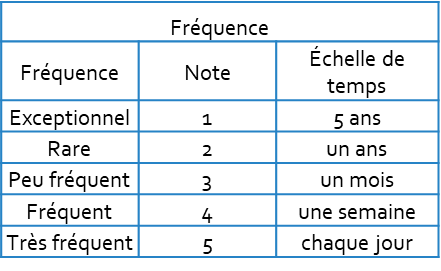 Fréquence
Fréquence Note Échelle de temps
Exceptionnel 1 5 ans
Rare 2 un ans
Peu fréquent 3 un mois
Fréquent 4 une semaine
Très fréquent 5 chaque jour